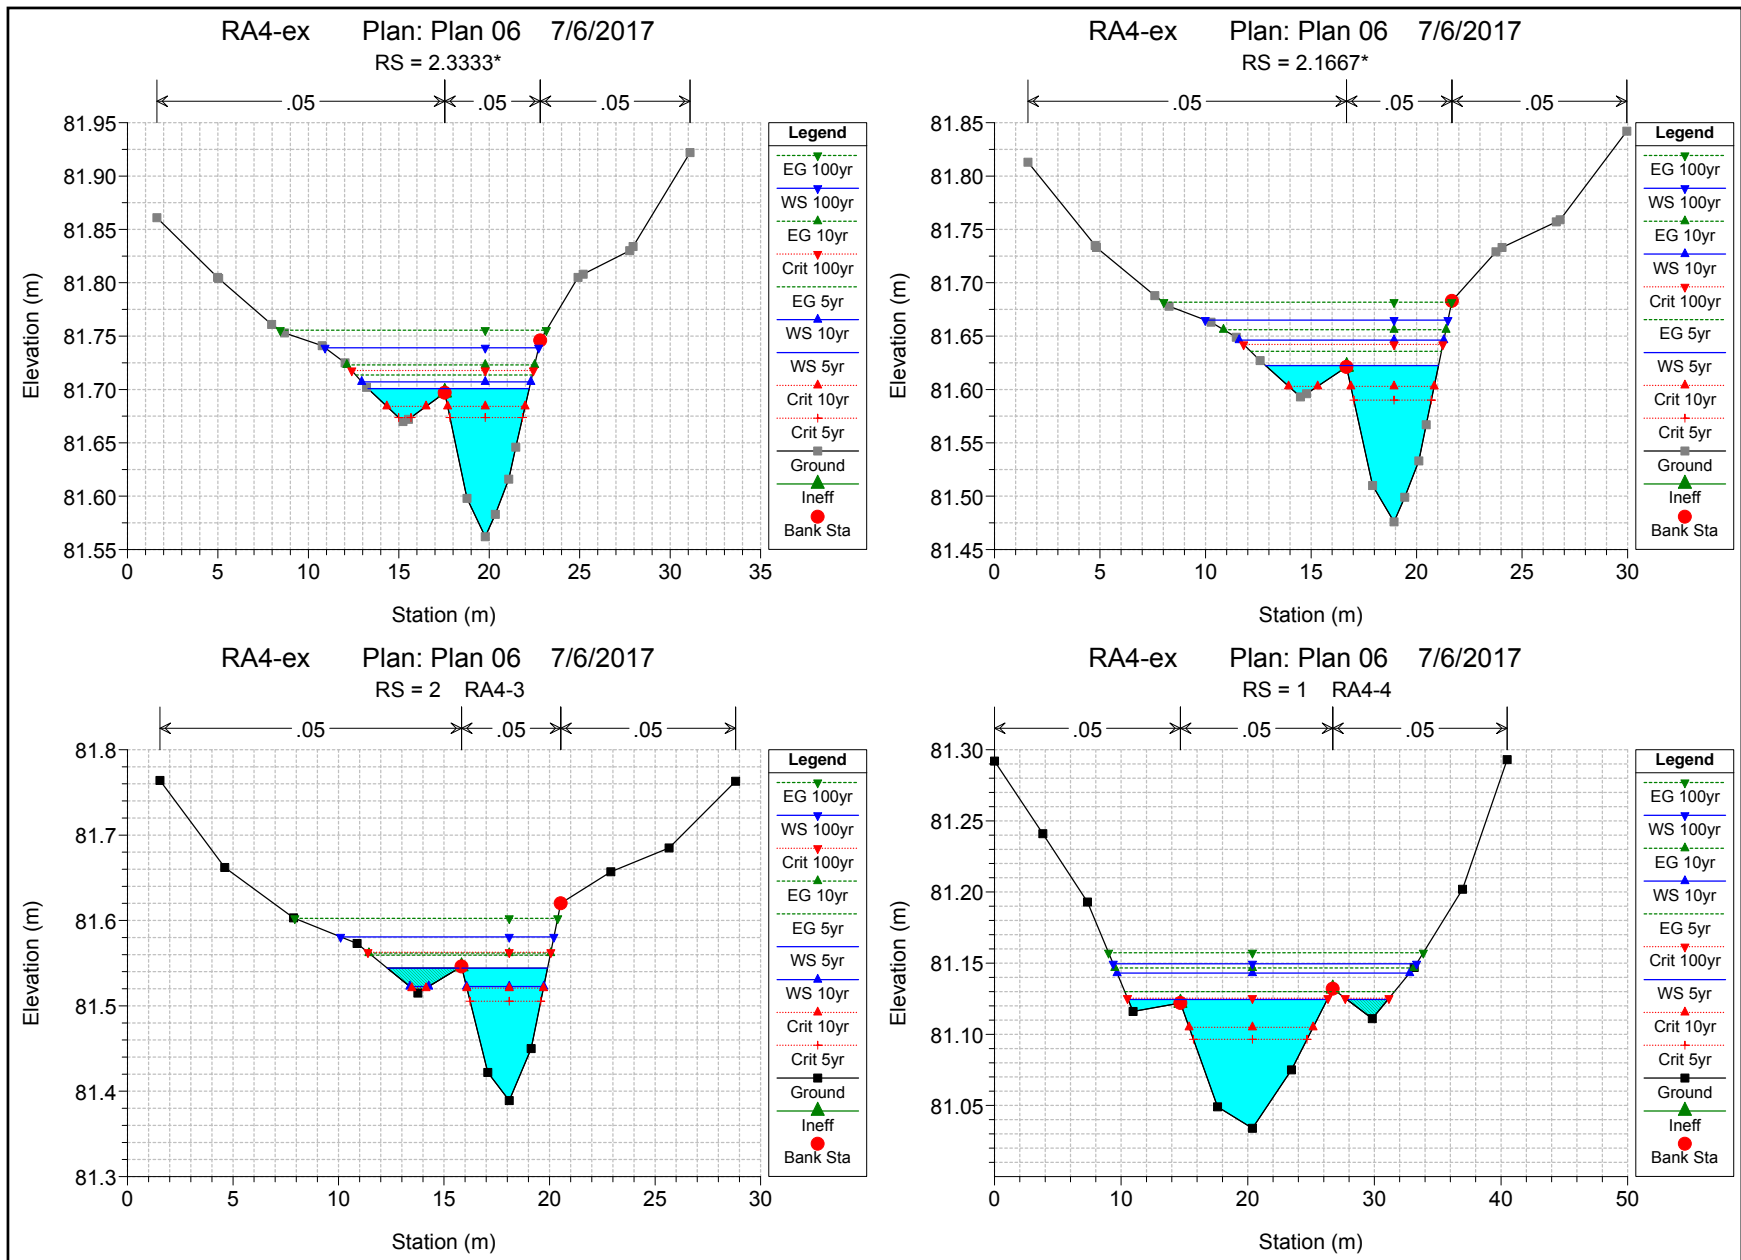 RA4-ex Plan: Plan 06 7/6/2017
RS = 2.3333*
.05 .05 .05
81.95
81.90
81.85
81.80
81.75
81.70
81.65
81.60
81.55
0 5 10 15 20 25 30 35
Station (m)
Elevation (m)
Legend
EG 100yr
WS 100yr
EG 10yr
Crit 100yr
EG 5yr
WS 10yr
WS 5yr
Crit 10yr
Crit 5yr
Ground
Ineff
Bank Sta
RA4-ex Plan: Plan 06 7/6/2017
RS = 2.1667*
.05 .05 .05
81.85
81.80
81.75
81.70
81.65
81.60
81.55
81.50
81.45
0 5 10 15 20 25 30
Station (m)
Elevation (m)
Legend
EG 100yr
WS 100yr
EG 10yr
WS 10yr
Crit 100yr
EG 5yr
WS 5yr
Crit 10yr
Crit 5yr
Ground
Ineff
Bank Sta
RA4-ex Plan: Plan 06 7/6/2017
RS = 2 RA4-3
.05 .05 .05
81.8
81.7
81.6
81.5
81.4
81.3
0 5 10 15 20 25 30
Station (m)
Elevation (m)
Legend
EG 100yr
WS 100yr
Crit 100yr
EG 10yr
EG 5yr
WS 5yr
WS 10yr
Crit 10yr
Crit 5yr
Ground
Ineff
Bank Sta
RA4-ex Plan: Plan 06 7/6/2017
RS = 1 RA4-4
.05 .05 .05
81.30
81.25
81.20
81.15
81.10
81.05
0 10 20 30 40 50
Station (m)
Elevation (m)
Legend
EG 100yr
WS 100yr
EG 10yr
WS 10yr
EG 5yr
Crit 100yr
WS 5yr
Crit 10yr
Crit 5yr
Ground
Ineff
Bank Sta